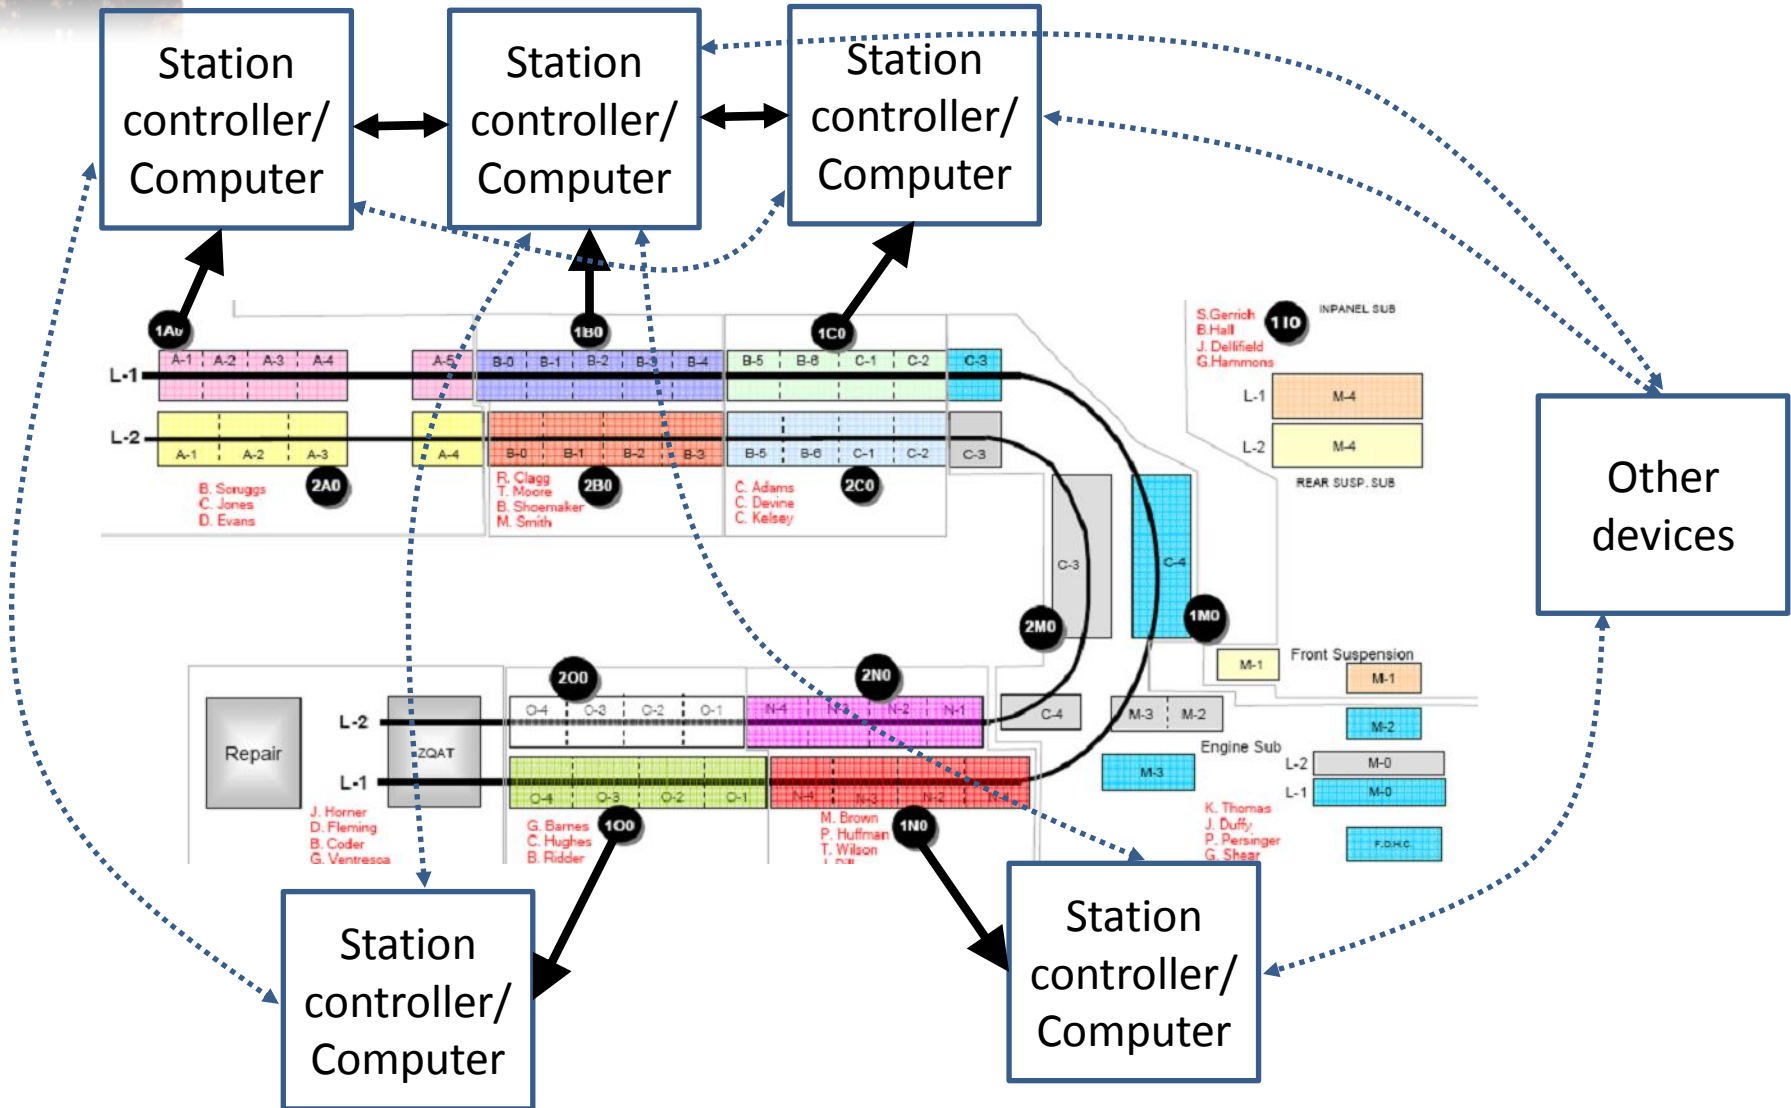 Station
controller/
Computer
Station
controller/
Computer
Station
controller/
Computer
1A0
1B0
1C0
S.Gerrich
B.Hall
J. Dellifield
G.Hammons
1I0
INPANEL SUB
L-1
A-1 A-2 A-3 A-4 A-5 B-0 B-1 B-2 B-3 B-4 B-5 B-6 C-1 C-2 C-3
L-1 M-4
L-2
A-1 A-2 A-3 A-4 B-0 B-1 B-2 B-3 B-5 B-6 C-1 C-2 C-3
L-2 M-4
REAR SUSP. SUB
B. Scruggs
C. Jones
D. Evans
2A0
R. Clagg
T. Moore
B. Shoemaker
M. Smith
2B0
C. Adams
C. Devine
C. Kelsey
2C0
Other
devices
C-3
C-4
2M0
1M0
M-1
Front Suspension
M-1
2O0
2N0
Repair
ZQAT
L-2
O-4 O-3 O-2 O-1 N-4 N-3 N-2 N-1
C-4
M-3 M-2
M-2
Engine Sub
L-1
O-4 O-3 O-2 O-1 N-4 N-3 N-2
M-3
L-2 M-0
L-1 M-0
J. Horner
D. Fleming
B. Coder
G. Ventresca
G. Barnes
C. Hughes
B. Ridder
1O0
M. Brown
P. Huffman
T. Wilson
1N0
K. Thomas
J. Duffy
P. Persinger
G. Shear
F.D.H.C.
Station
controller/
Computer
Station
controller/
Computer